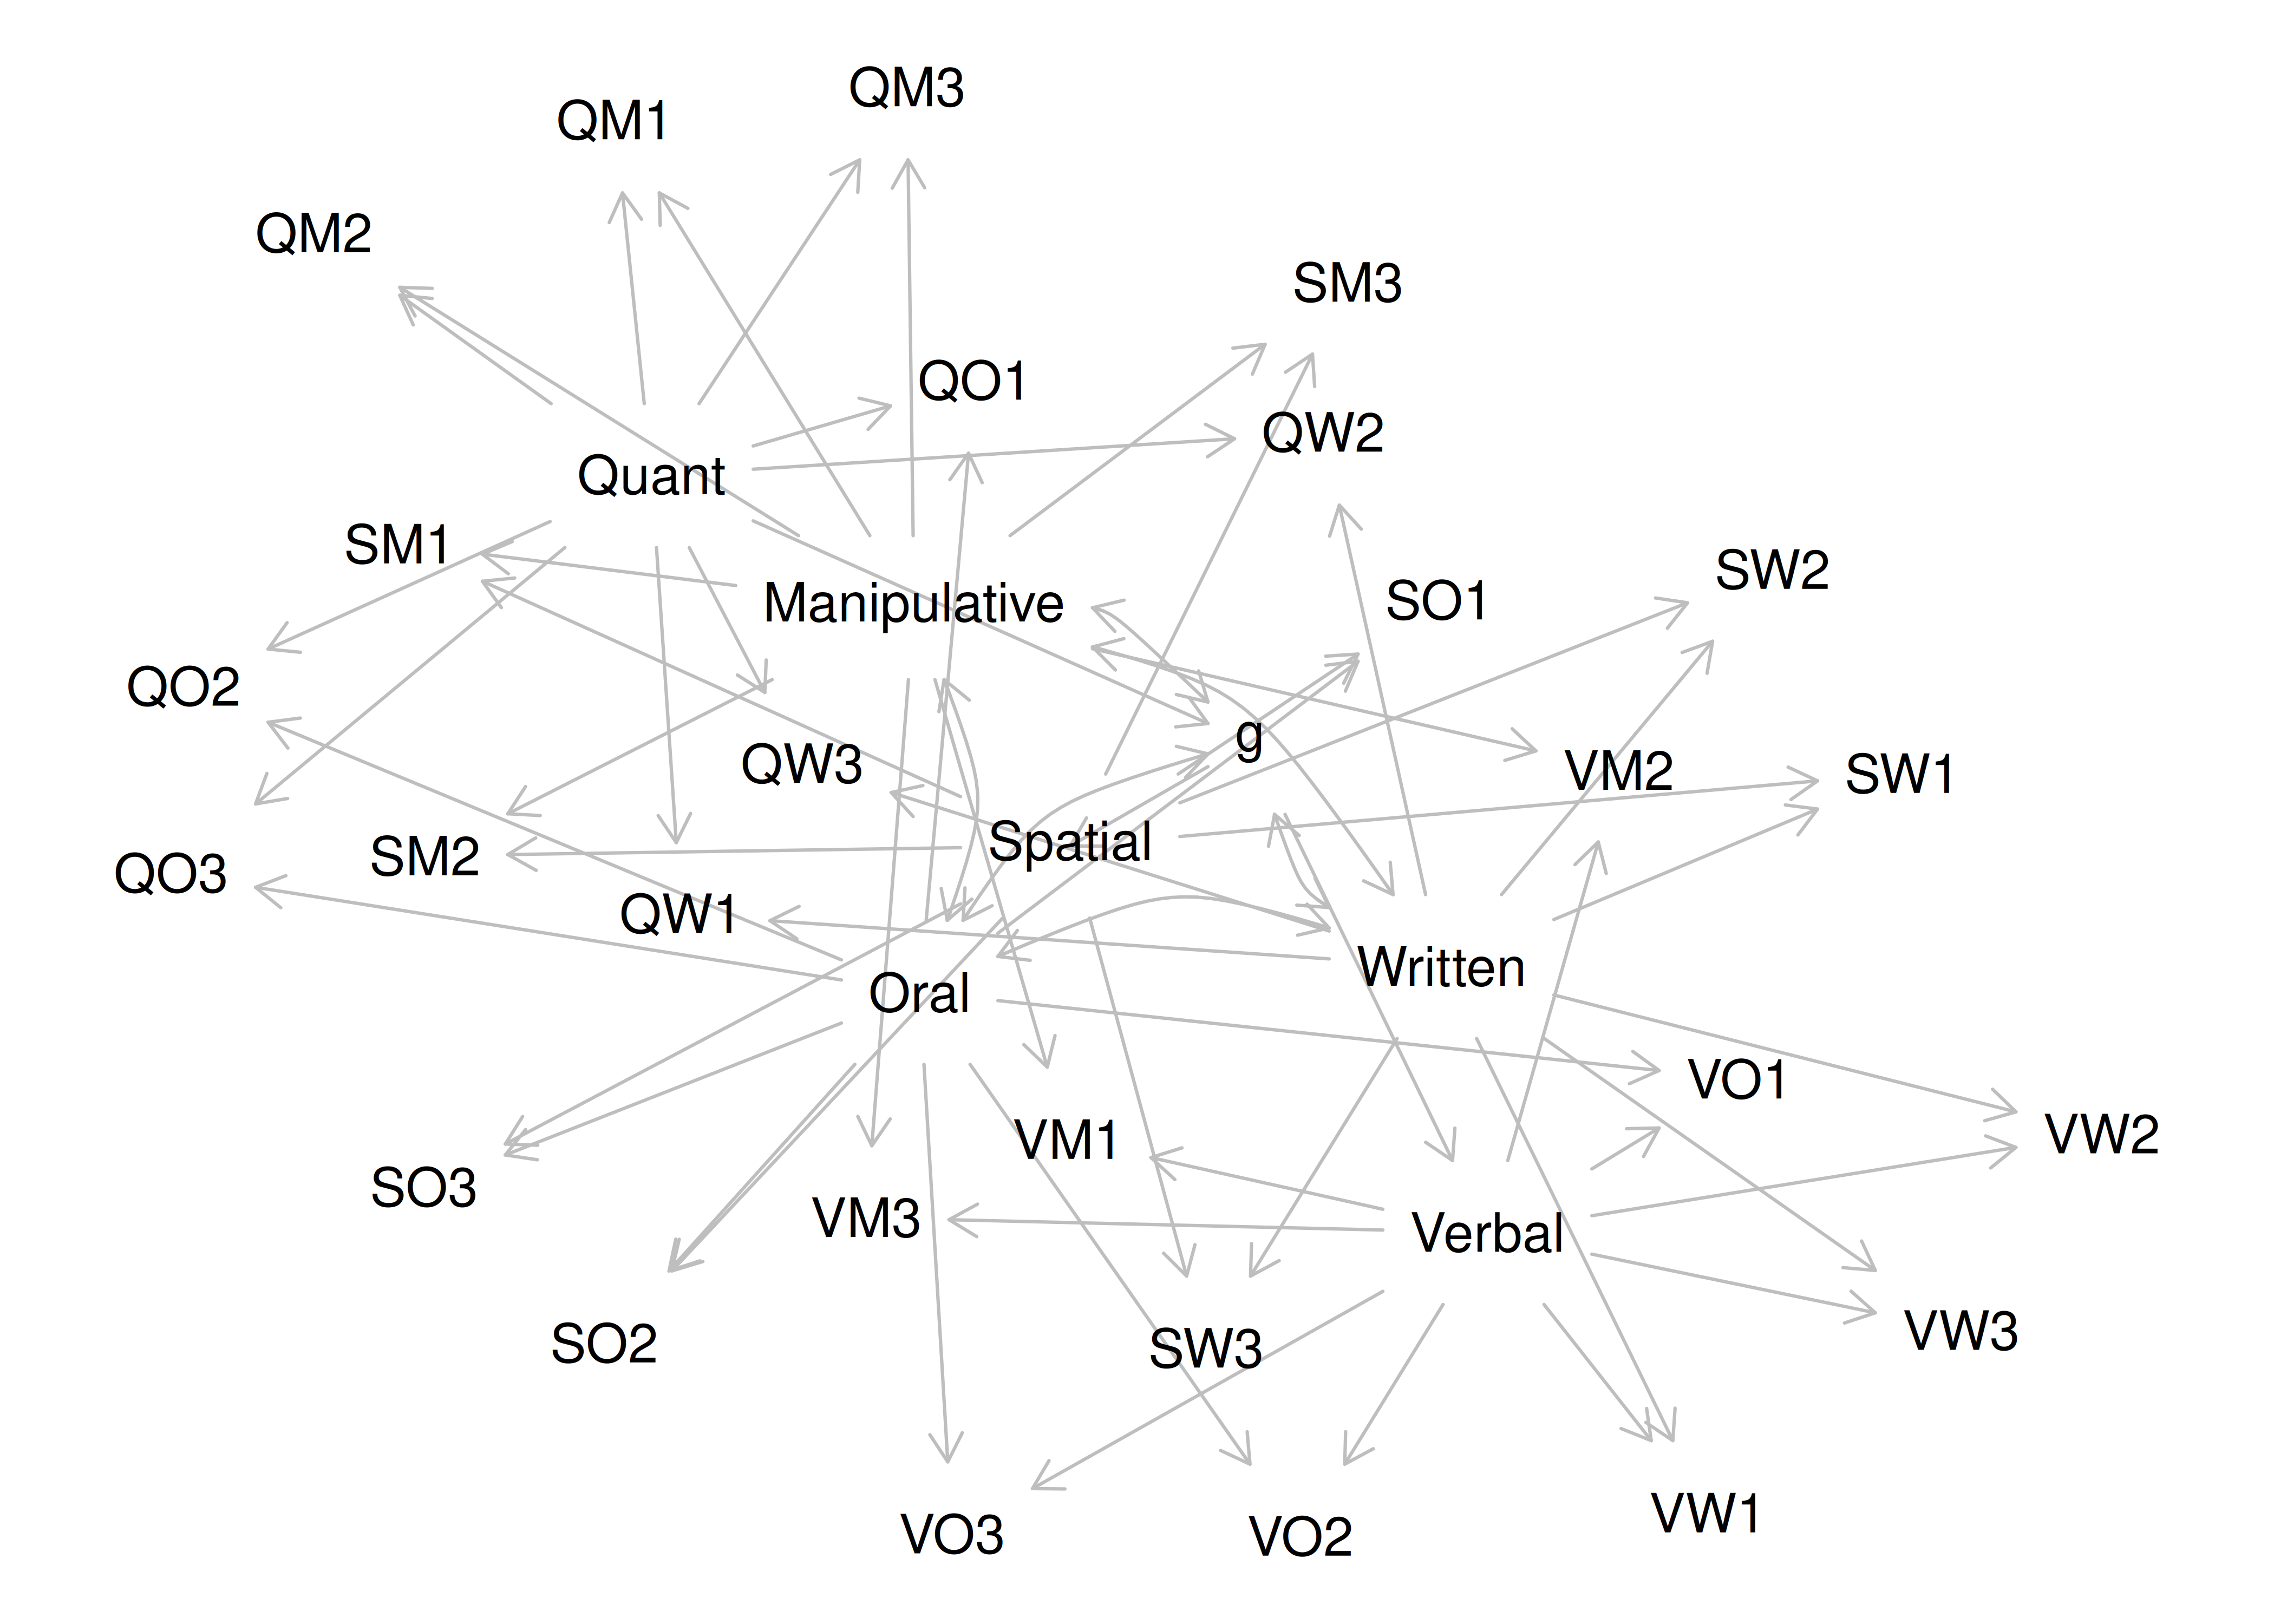 QM3
QM1
QM2
SM3
QO1
QW2
Quant
SM1
SW2
Manipulative
SO1
QO2
g
QW3
VM2
SW1
Spatial
SM2
QO3
QW1
Written
Oral
VO1
VW2
VM1
SO3
VM3
Verbal
VW3
SO2
SW3
VW1
VO3
VO2